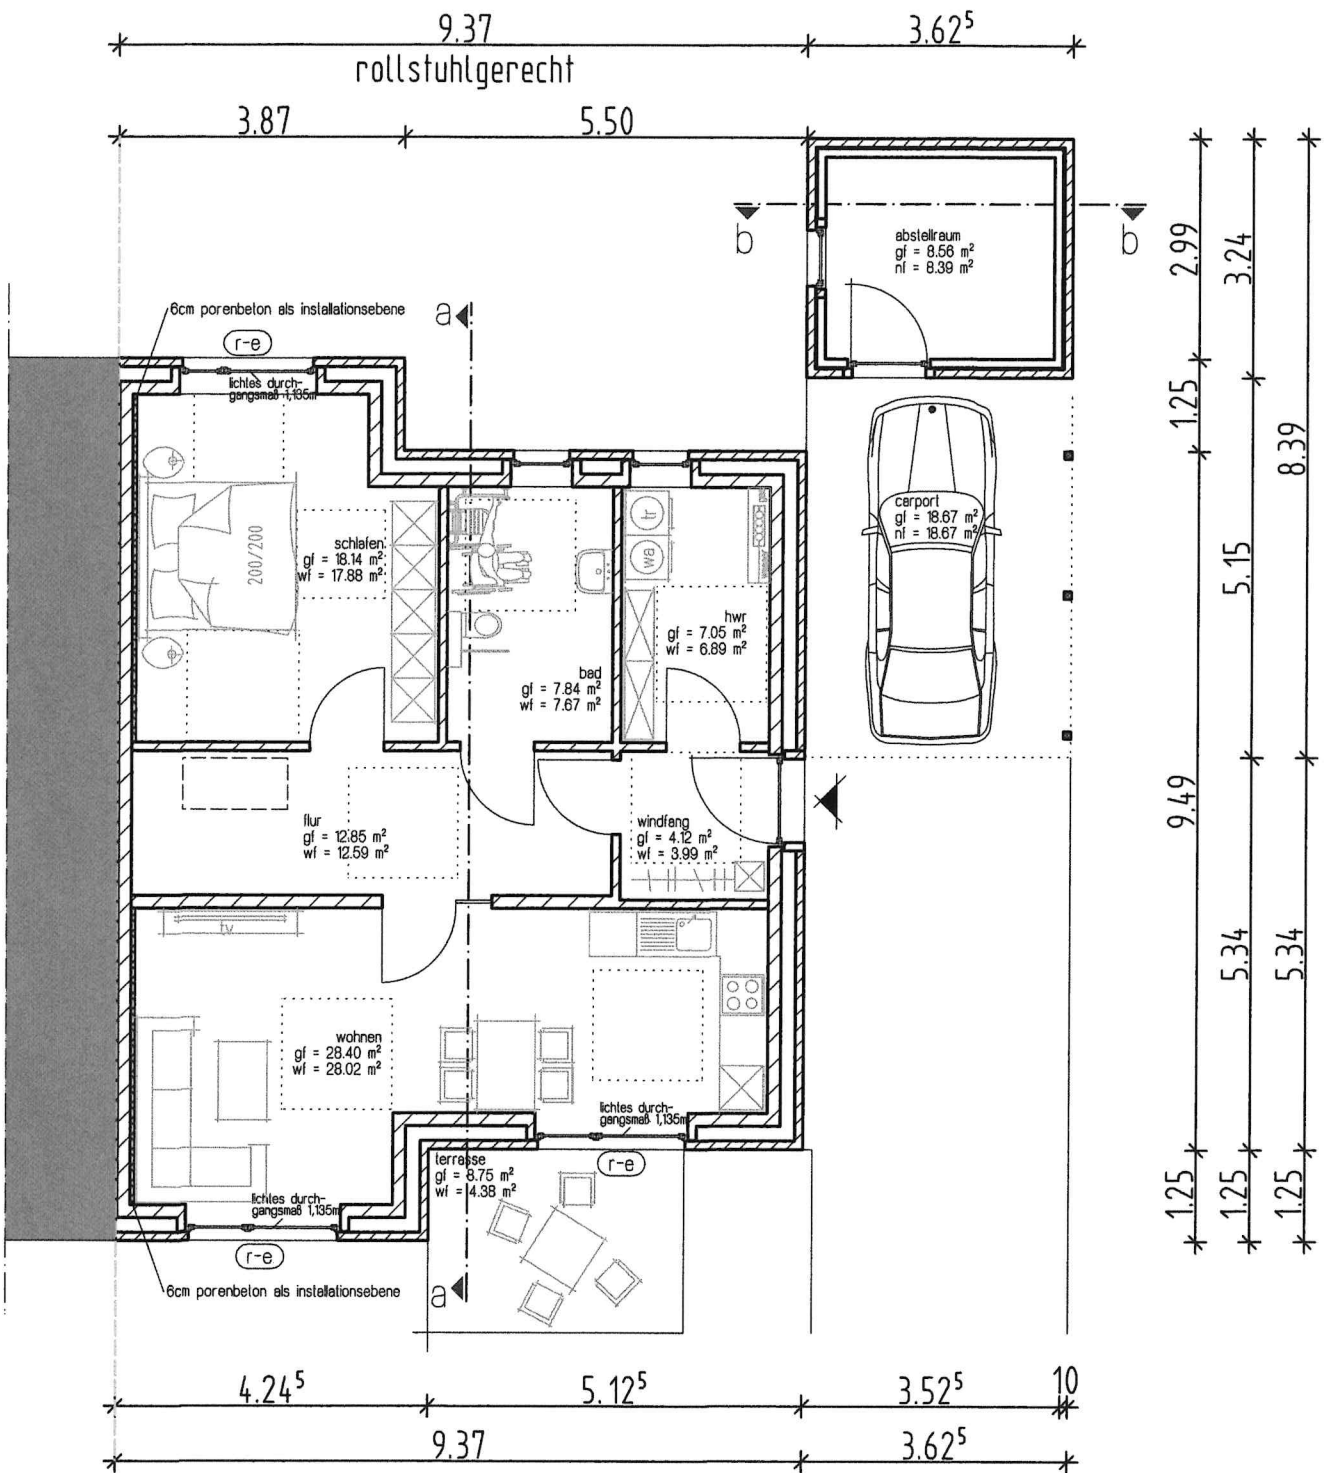 9.37
3.62⁵
rollstuhlgerecht
3.87
5.50
b
b
abstellraum
gf = 8.56 m²
nf = 8.39 m²
2.99
3.24
6cm porenbeton als installationsebene
a
r-e
lichtes durch-
gangsmaß 1,135m
1.25
8.39
carport
gf = 18.67 m²
nf = 18.67 m²
tr
wa
200/200
schlafen
gf = 18.14 m²
wf = 17.88 m²
5.15
hwr
gf = 7.05 m²
wf = 6.89 m²
bad
gf = 7.84 m²
wf = 7.67 m²
flur
gf = 12.85 m²
wf = 12.59 m²
windfang
gf = 4.12 m²
wf = 3.99 m²
9.49
tv
5.34
5.34
wohnen
gf = 28.40 m²
wf = 28.02 m²
lichtes durch-
gangsmaß 1,135m
r-e
terrasse
gf = 8.75 m²
wf = 4.38 m²
lichtes durch-
gangsmaß 1,135m
r-e
1.25
1.25
1.25
6cm porenbeton als installationsebene
a
4.24⁵
5.12⁵
3.52⁵
10
9.37
3.62⁵